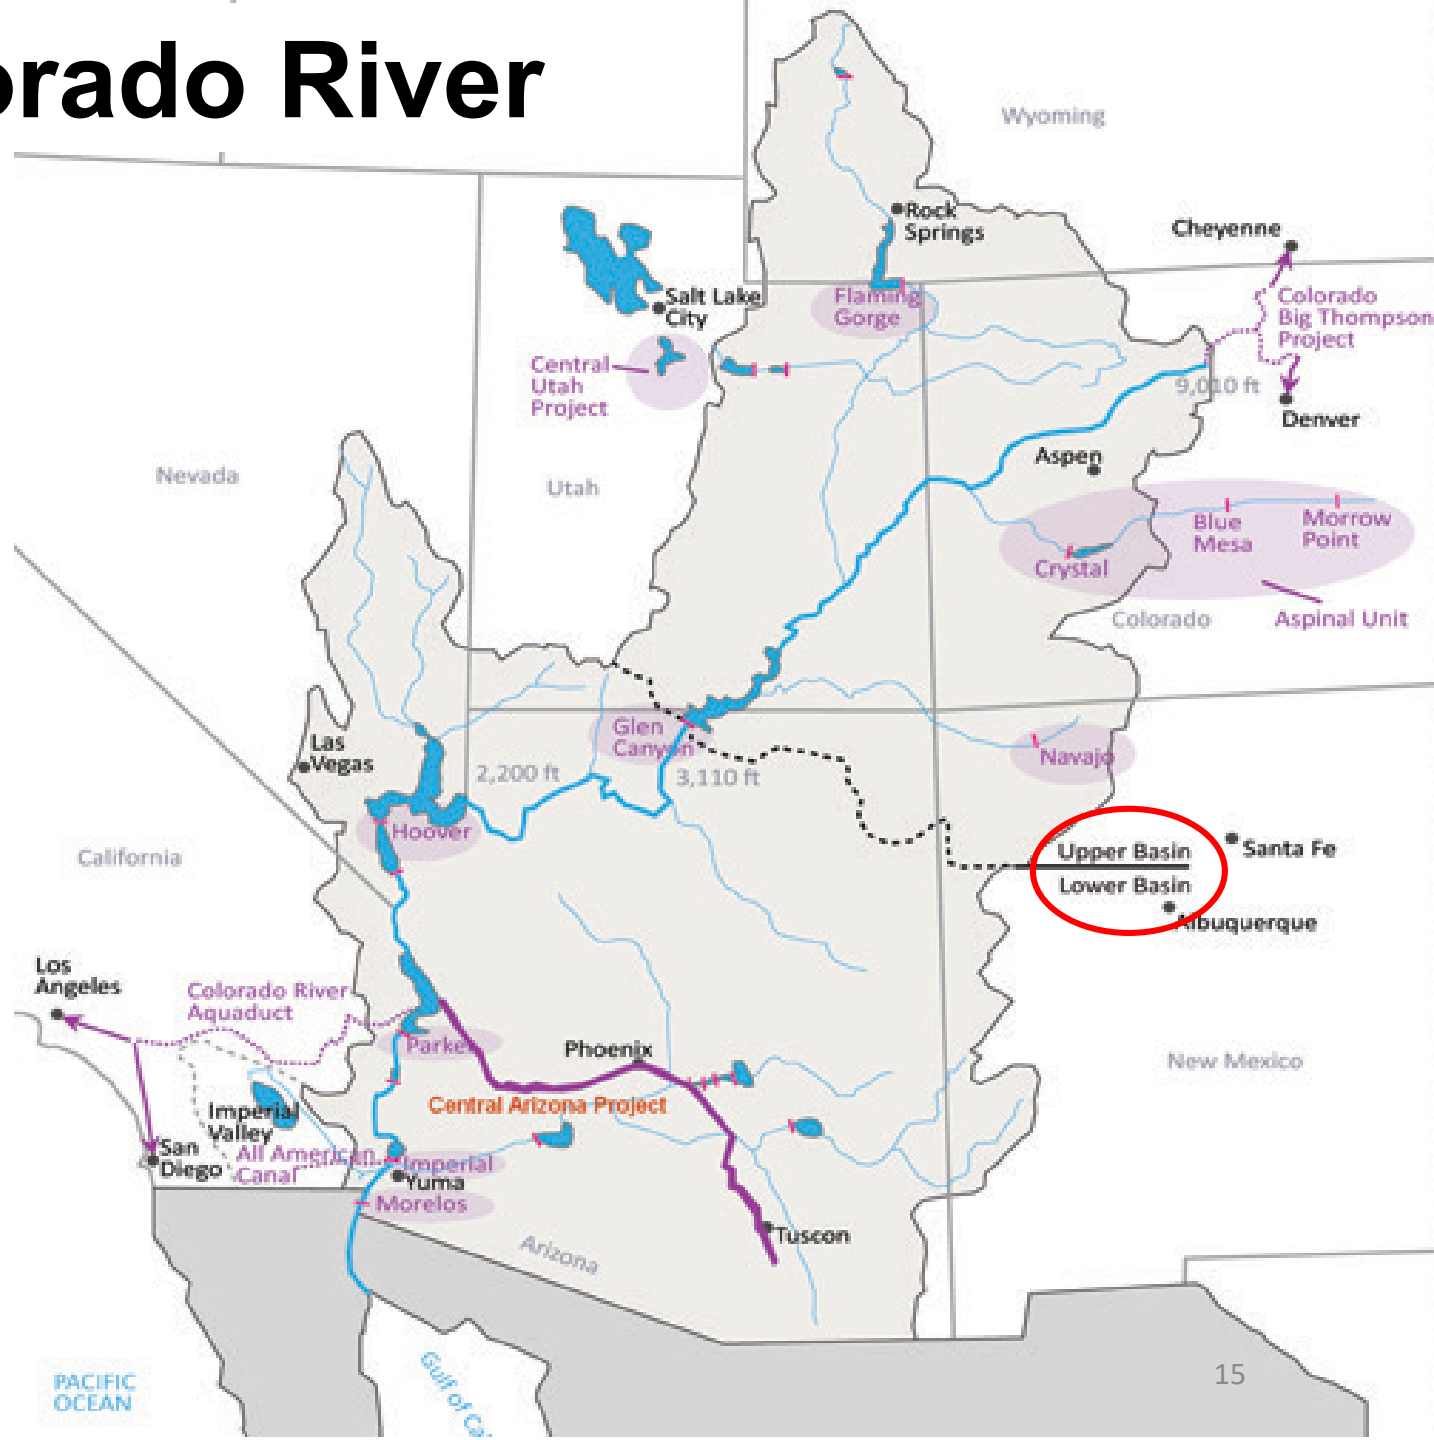 orado River
Wyoming
Rock
Springs
Cheyenne
Salt Lake
City
Flaming
Gorge
Colorado
Big Thompson
Project
Central
Utah
Project
9,010 ft
Denver
Aspen
Nevada
Utah
Blue
Mesa
Morrow
Point
Crystal
Colorado
Aspinal Unit
Las
Vegas
Glen
Canyon
2,200 ft
3,110 ft
Navajo
Hoover
California
Upper Basin
Lower Basin
Santa Fe
Albuquerque
Los
Angeles
Colorado River
Aquaduct
Parker
Phoenix
New Mexico
Central Arizona Project
Imperial
Valley
San
Diego
All American
Canal
Imperial
Yuma
Morelos
Arizona
Tuscon
PACIFIC
OCEAN
Gulf of Ca
15